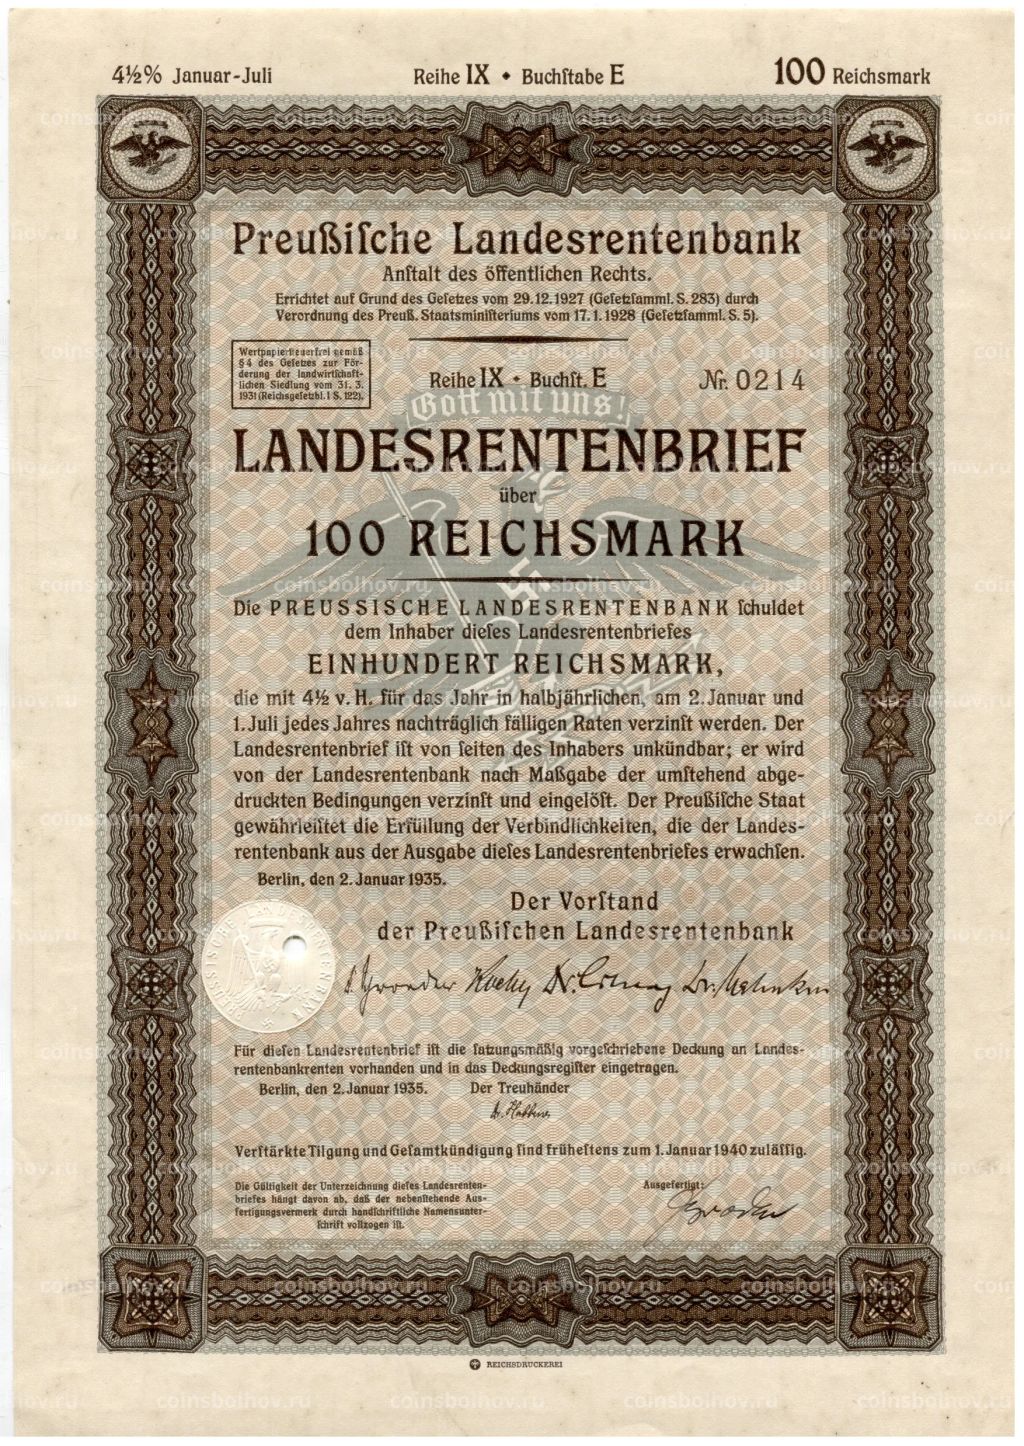 4½% Januar-Juli
Reihe IX • Buchſtabe E
100 Reichsmark
Preußiſche Landesrentenbank
Anſtalt des öffentlichen Rechts.
Errichtet auf Grund des Geſetzes vom 29.12.1927 (Geſetzſamml. S. 283) durch
Verordnung des Preuß. Staatsminiſteriums vom 17.1.1928 (Geſetzſamml. S. 5).
Wertpapierſteuerfrei gemäß
§ 4 des Geſetzes zur För-
derung der landwirtſchaft-
lichen Siedlung vom 31. 3.
1931 (Reichsgeſetzbl. I S. 122).
Reihe IX • Buchſt. E
Nr. 0214
Gott mit uns!
LANDESRENTENBRIEF
über
100 REICHSMARK
Die PREUSSISCHE LANDESRENTENBANK ſchuldet
dem Inhaber dieſes Landesrentenbriefes
EINHUNDERT REICHSMARK,
die mit 4½ v. H. für das Jahr in halbjährlichen, am 2. Januar und
1. Juli jedes Jahres nachträglich fälligen Raten verzinſt werden. Der
Landesrentenbrief iſt von ſeiten des Inhabers unkündbar; er wird
von der Landesrentenbank nach Maßgabe der umſtehend abge-
druckten Bedingungen verzinſt und eingelöſt. Der Preußiſche Staat
gewährleiſtet die Erfüllung der Verbindlichkeiten, die der Landes-
rentenbank aus der Ausgabe dieſes Landesrentenbriefes erwachſen.
Berlin, den 2. Januar 1935.
Der Vorſtand
der Preußiſchen Landesrentenbank
PREUSSISCHE LANDESRENTENBANK
Für dieſen Landesrentenbrief iſt die ſatzungsmäßig vorgeſchriebene Deckung an Landes-
rentenbankrenten vorhanden und in das Deckungsregiſter eingetragen.
Berlin, den 2. Januar 1935. Der Treuhänder
Verſtärkte Tilgung und Geſamtkündigung ſind früheſtens zum 1. Januar 1940 zuläſſig.
Die Gültigkeit der Unterzeichnung dieſes Landesrenten-
briefes hängt davon ab, daß der nebenſtehende Aus-
fertigungsvermerk durch handſchriftliche Namensunter-
ſchrift vollzogen iſt.
Ausgefertigt:
REICHSDRUCKEREI
coinsbolhov.ru